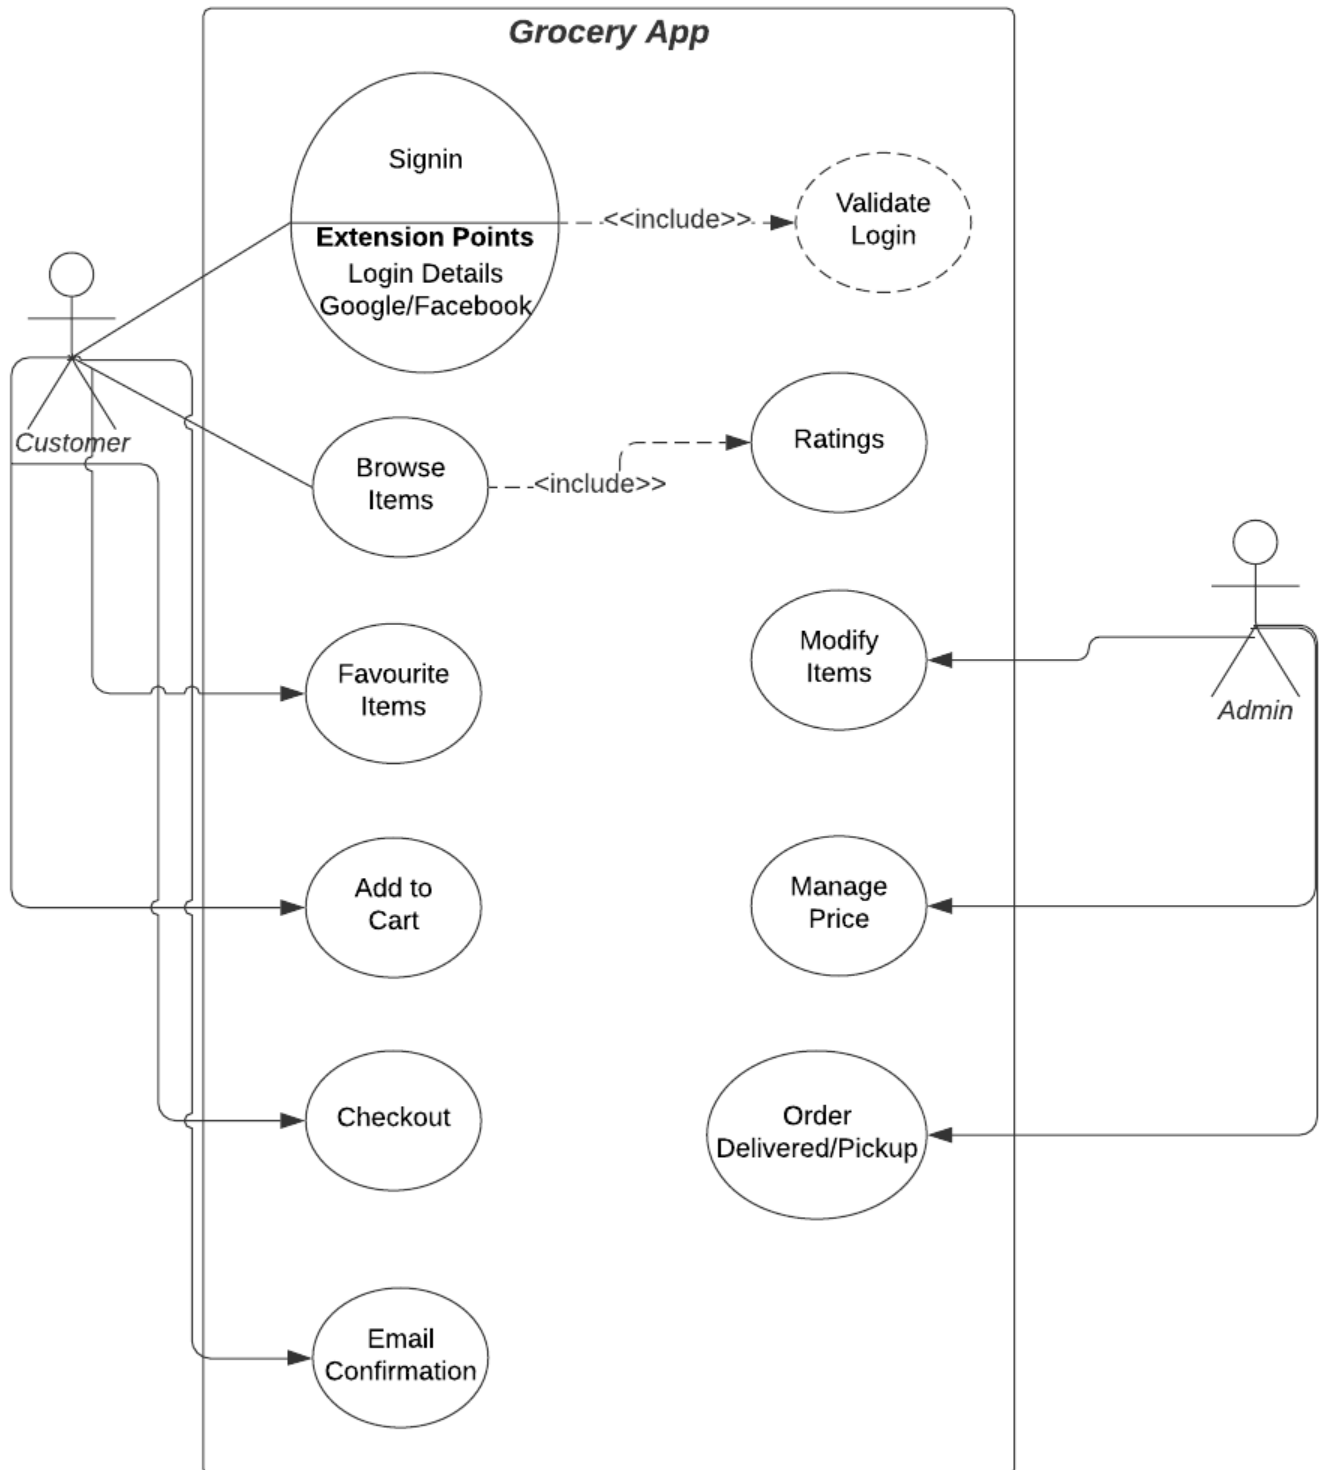 Grocery App
Signin
Extension Points
Login Details
Google/Facebook
<<include>>
Validate
Login
Customer
Browse
Items
<include>>
Ratings
Modify
Items
Admin
Favourite
Items
Add to
Cart
Manage
Price
Checkout
Order
Delivered/Pickup
Email
Confirmation